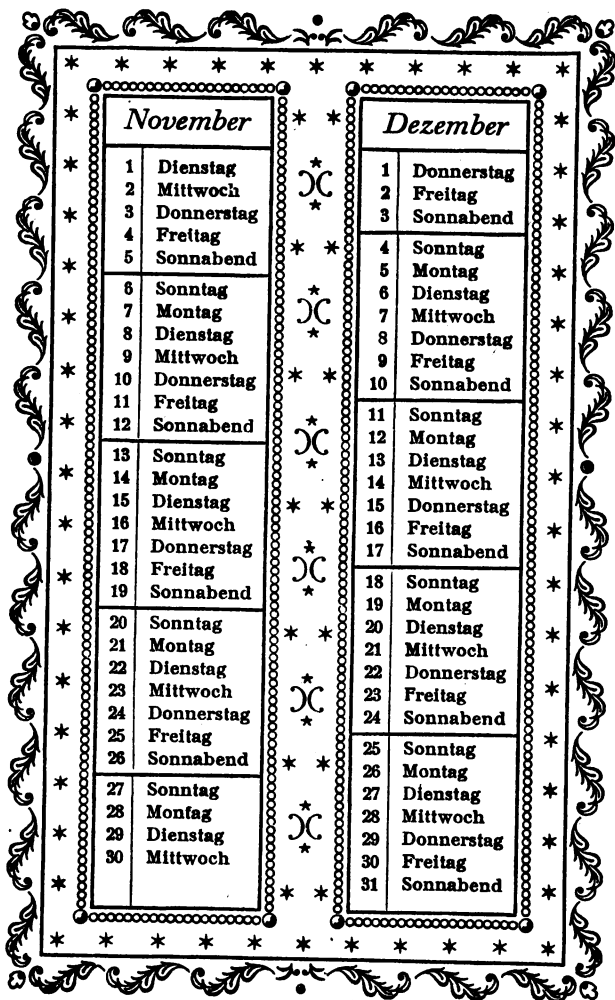 November
1 Dienstag
2 Mittwoch
3 Donnerstag
4 Freitag
5 Sonnabend
6 Sonntag
7 Montag
8 Dienstag
9 Mittwoch
10 Donnerstag
11 Freitag
12 Sonnabend
13 Sonntag
14 Montag
15 Dienstag
16 Mittwoch
17 Donnerstag
18 Freitag
19 Sonnabend
20 Sonntag
21 Montag
22 Dienstag
23 Mittwoch
24 Donnerstag
25 Freitag
26 Sonnabend
27 Sonntag
28 Monfag
29 Dienstag
30 Mittwoch
Dezember
1 Donnerstag
2 Freitag
3 Sonnabend
4 Sonntag
5 Montag
6 Dienstag
7 Mittwoch
8 Donnerstag
9 Freitag
10 Sonnabend
11 Sonntag
12 Montag
13 Dienstag
14 Mittwoch
15 Donnerstag
16 Freitag
17 Sonnabend
18 Sonntag
19 Montag
20 Dienstag
21 Mittwoch
22 Donnerstag
23 Freitag
24 Sonnabend
25 Sonntag
26 Montag
27 Dienstag
28 Mittwoch
29 Donnerstag
30 Freitag
31 Sonnabend